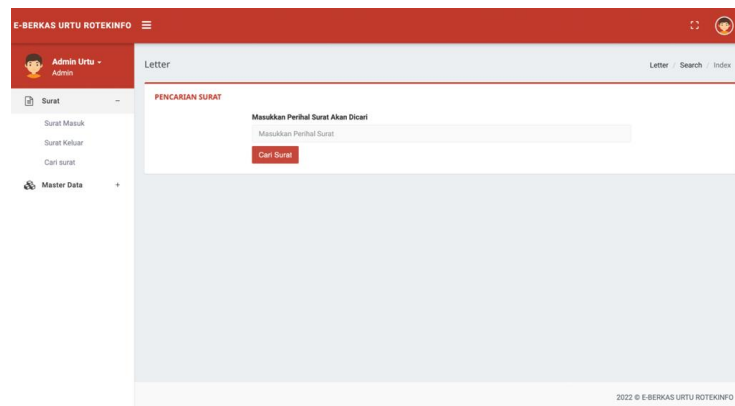 E-BERKAS URTU ROTEKINFO
Admin Urtu
Admin
Letter
Letter / Search / Index
Surat
Surat Masuk
Surat Keluar
Cari surat
Master Data
PENCARIAN SURAT
Masukkan Perihal Surat Akan Dicari
Masukkan Perihal Surat
Cari Surat
2022 © E-BERKAS URTU ROTEKINFO